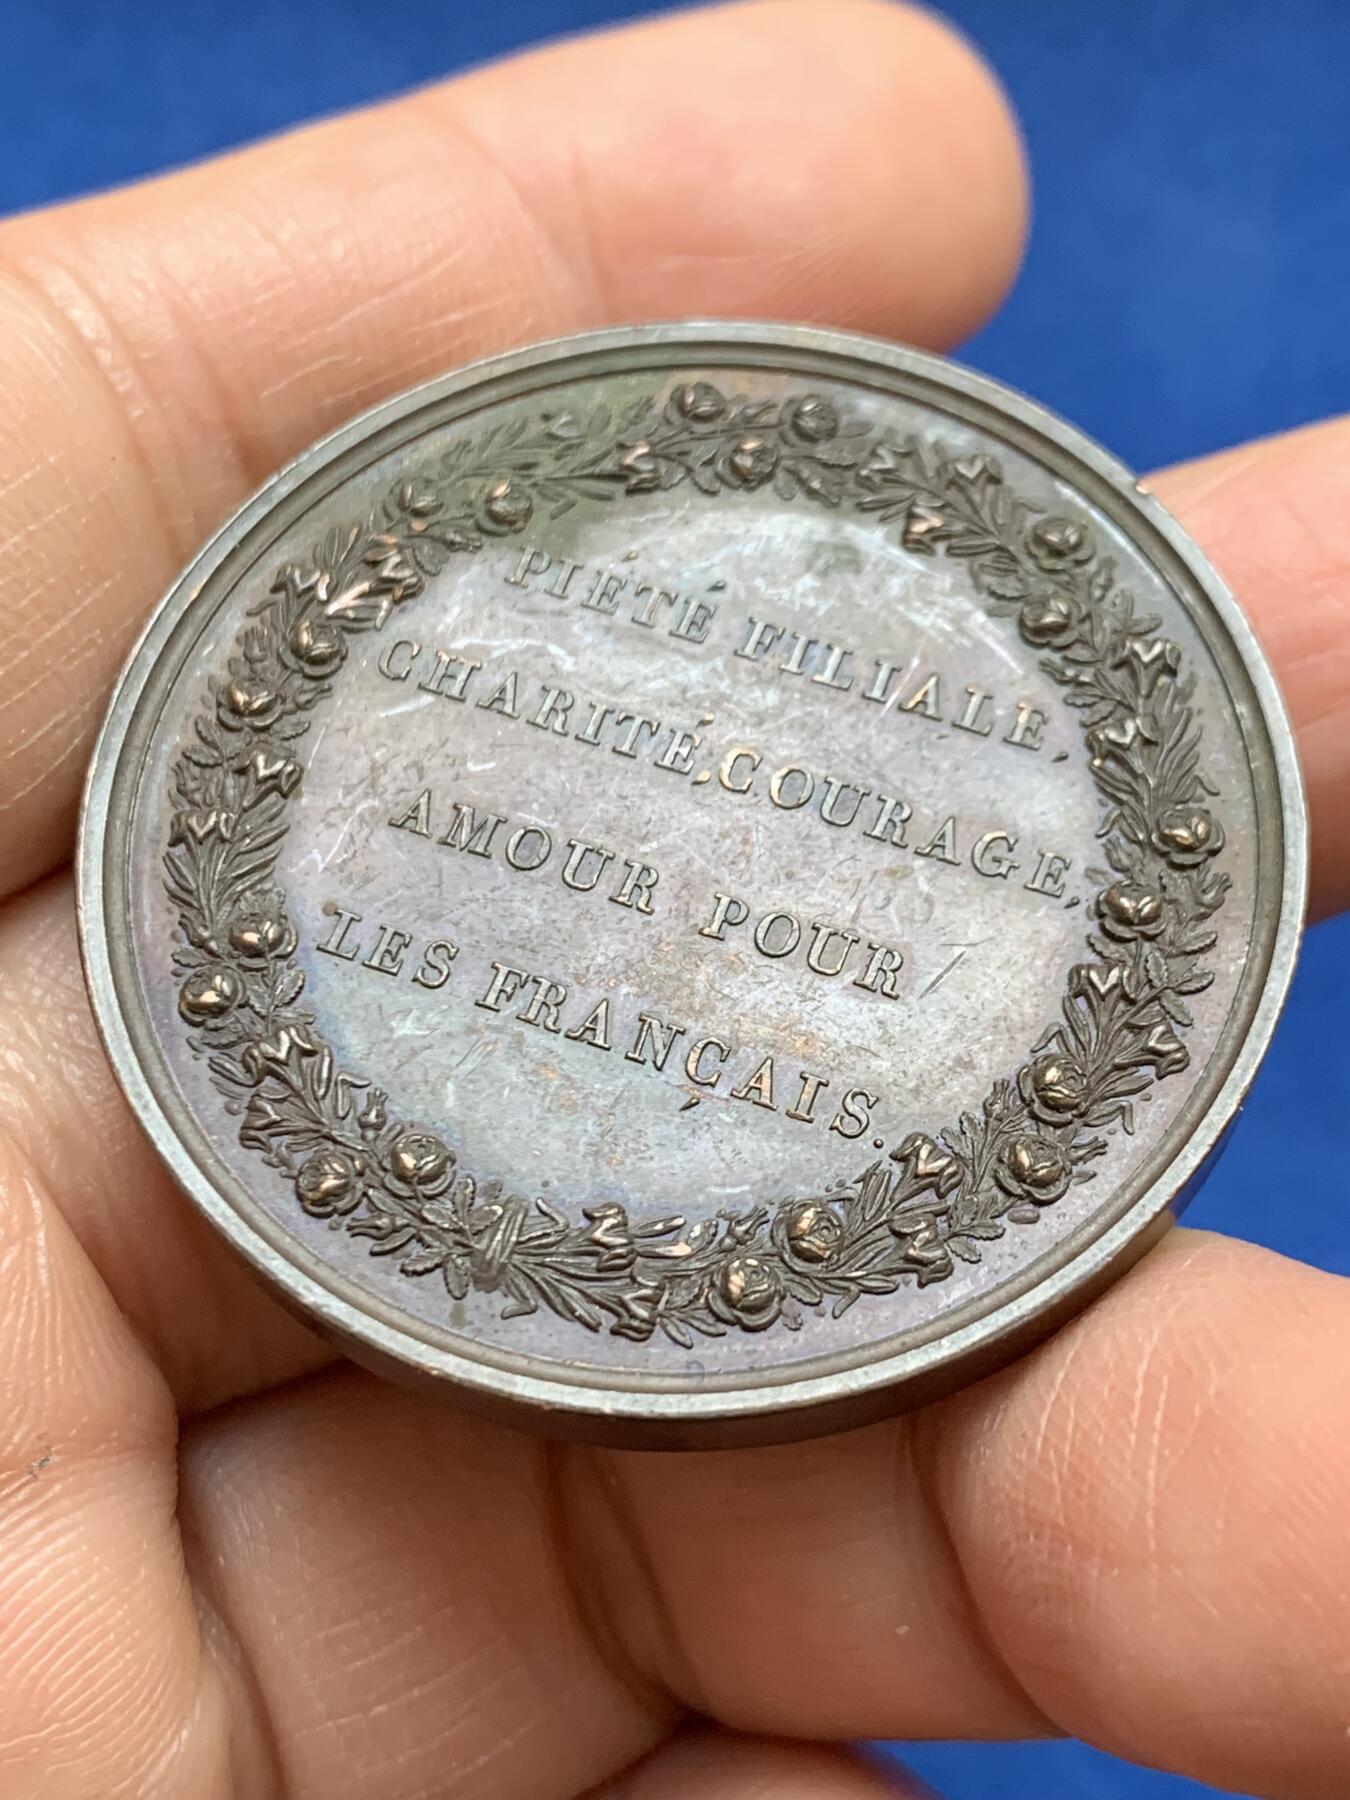 PIÉTÉ FILIALE,
CHARITÉ,COURAGE,
AMOUR POUR
LES FRANÇAIS.